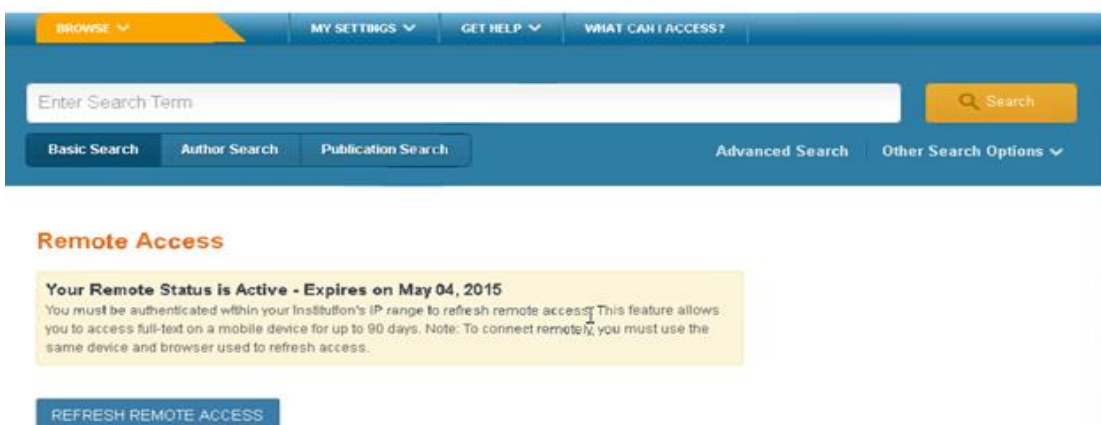 BROWSE MY SETTINGS GET HELP WHAT CAN I ACCESS?
Enter Search Term Search
Basic Search Author Search Publication Search Advanced Search Other Search Options
Remote Access
Your Remote Status is Active - Expires on May 04, 2015
You must be authenticated within your Institution's IP range to refresh remote access. This feature allows
you to access full-text on a mobile device for up to 90 days. Note: To connect remotely, you must use the
same device and browser used to refresh access.
REFRESH REMOTE ACCESS